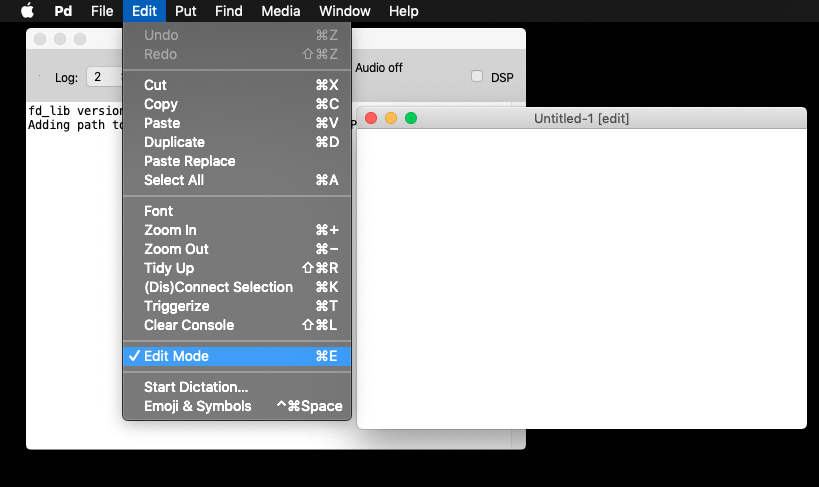 Pd File Edit Put Find Media Window Help
Undo ⌘Z
Redo ⇧⌘Z
Cut ⌘X
Copy ⌘C
Paste ⌘V
Duplicate ⌘D
Paste Replace
Select All ⌘A
Font
Zoom In ⌘+
Zoom Out ⌘−
Tidy Up ⇧⌘R
(Dis)Connect Selection ⌘K
Triggerize ⌘T
Clear Console ⇧⌘L
✓ Edit Mode ⌘E
Start Dictation...
Emoji & Symbols ^⌘Space
Log: 2
Audio off
DSP
fd_lib version
Adding path to
Untitled-1 [edit]